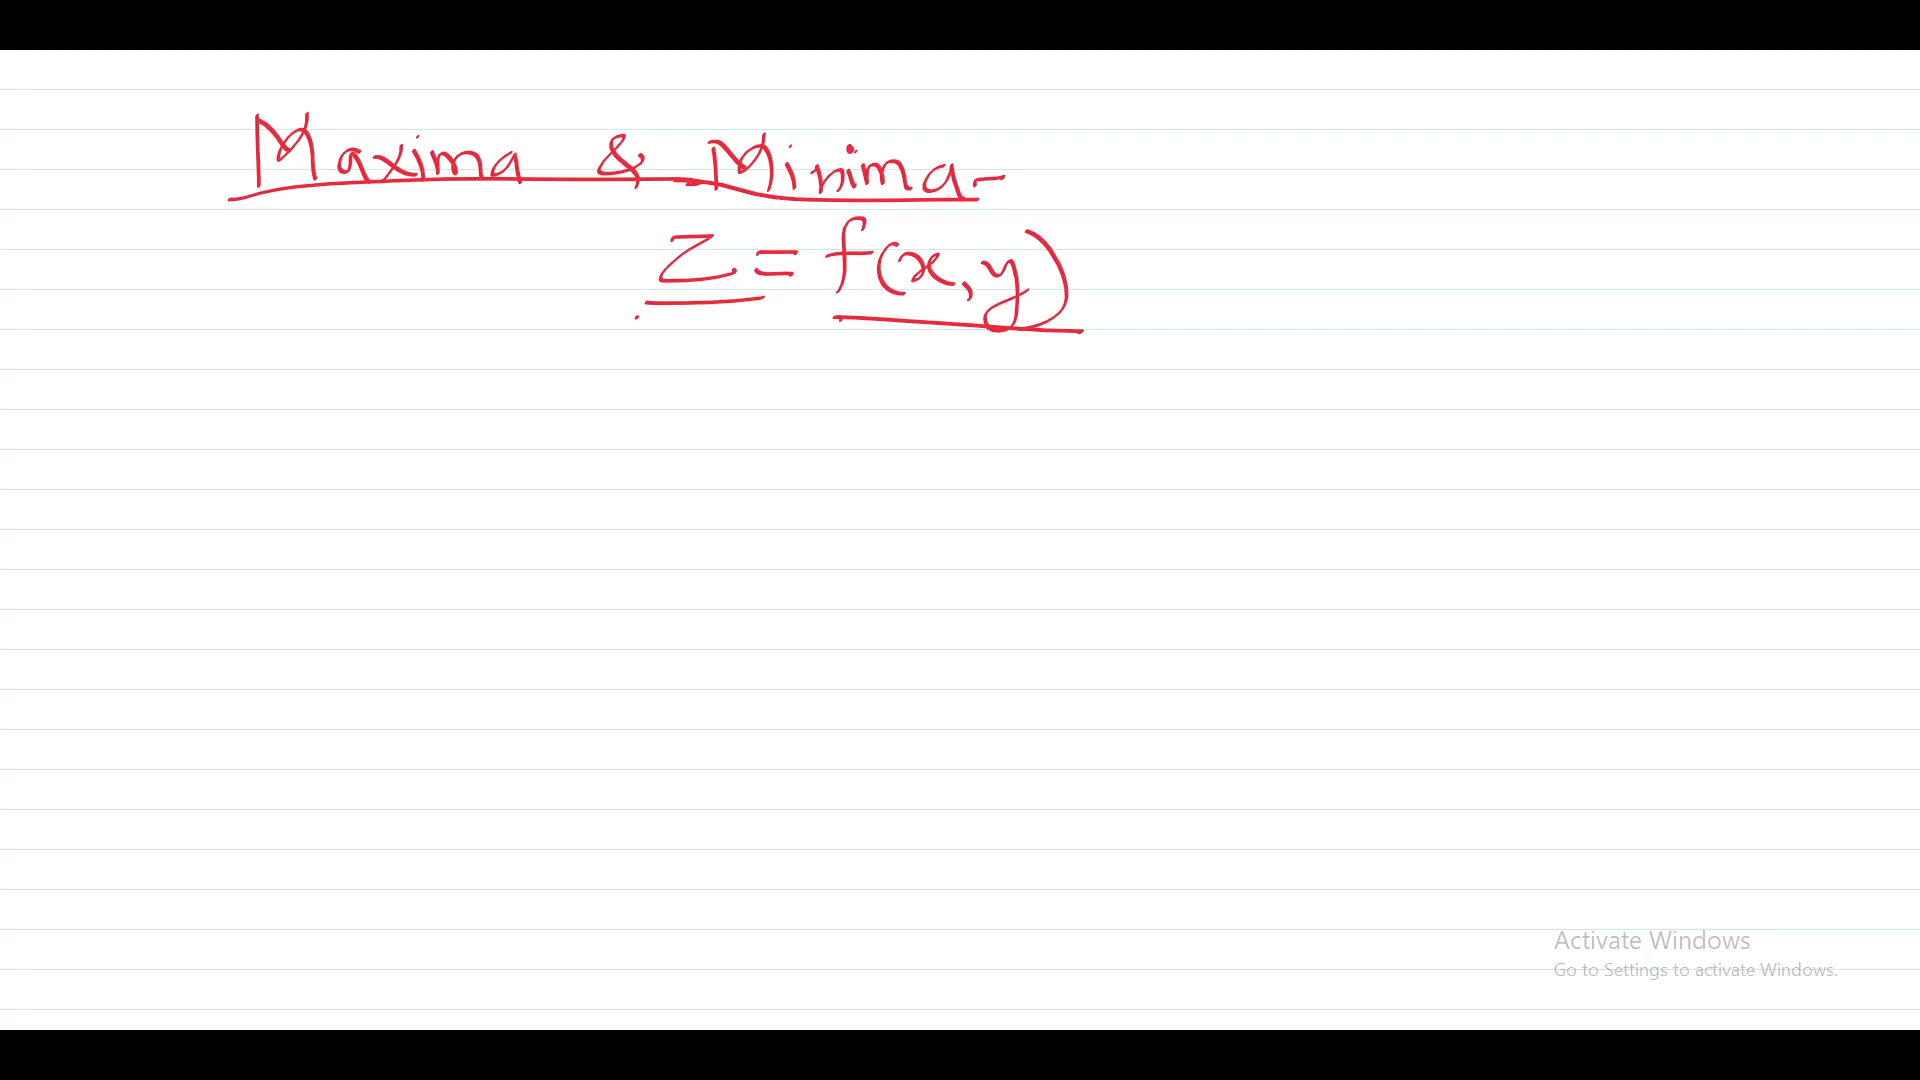 Maxima & Minima-
Z = f(x,y)
Activate Windows
Go to Settings to activate Windows.